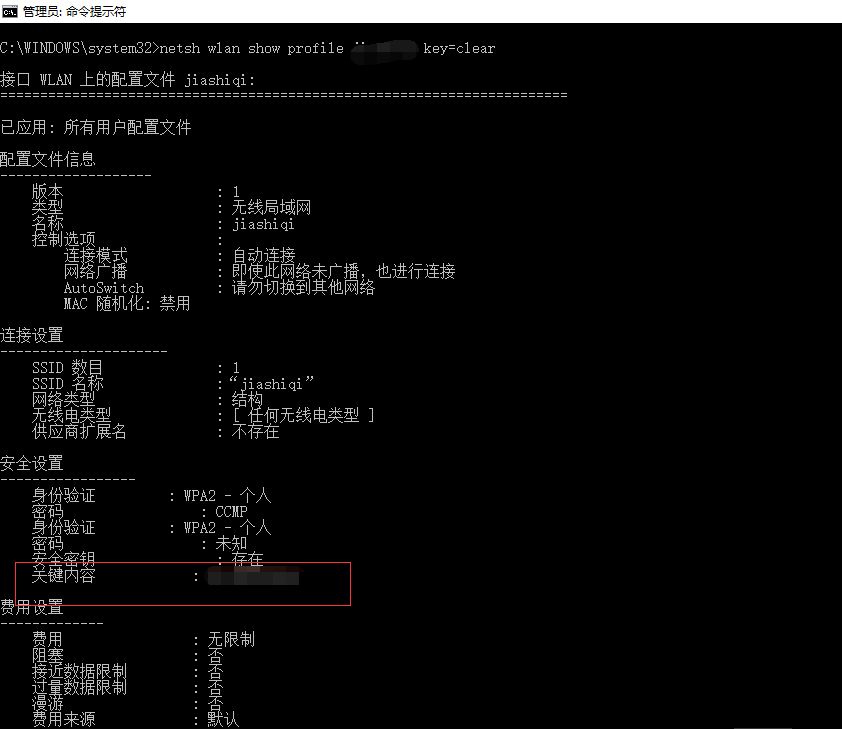 管理员: 命令提示符
C:\WINDOWS\system32>netsh wlan show profile key=clear
接口 WLAN 上的配置文件 jiashiqi:
=======================================================================
已应用: 所有用户配置文件
配置文件信息
-------------------
版本 : 1
类型 : 无线局域网
名称 : jiashiqi
控制选项 :
连接模式 : 自动连接
网络广播 : 即使此网络未广播，也进行连接
AutoSwitch : 请勿切换到其他网络
MAC 随机化: 禁用
连接设置
---------------------
SSID 数目 : 1
SSID 名称 :“jiashiqi”
网络类型 : 结构
无线电类型 : [ 任何无线电类型 ]
供应商扩展名 : 不存在
安全设置
-----------------
身份验证 : WPA2 - 个人
密码 : CCMP
身份验证 : WPA2 - 个人
密码 : 未知
安全密钥 : 存在
关键内容 :
费用设置
-------------
费用 : 无限制
阻塞 : 否
接近数据限制 : 否
过量数据限制 : 否
漫游 : 否
费用来源 : 默认